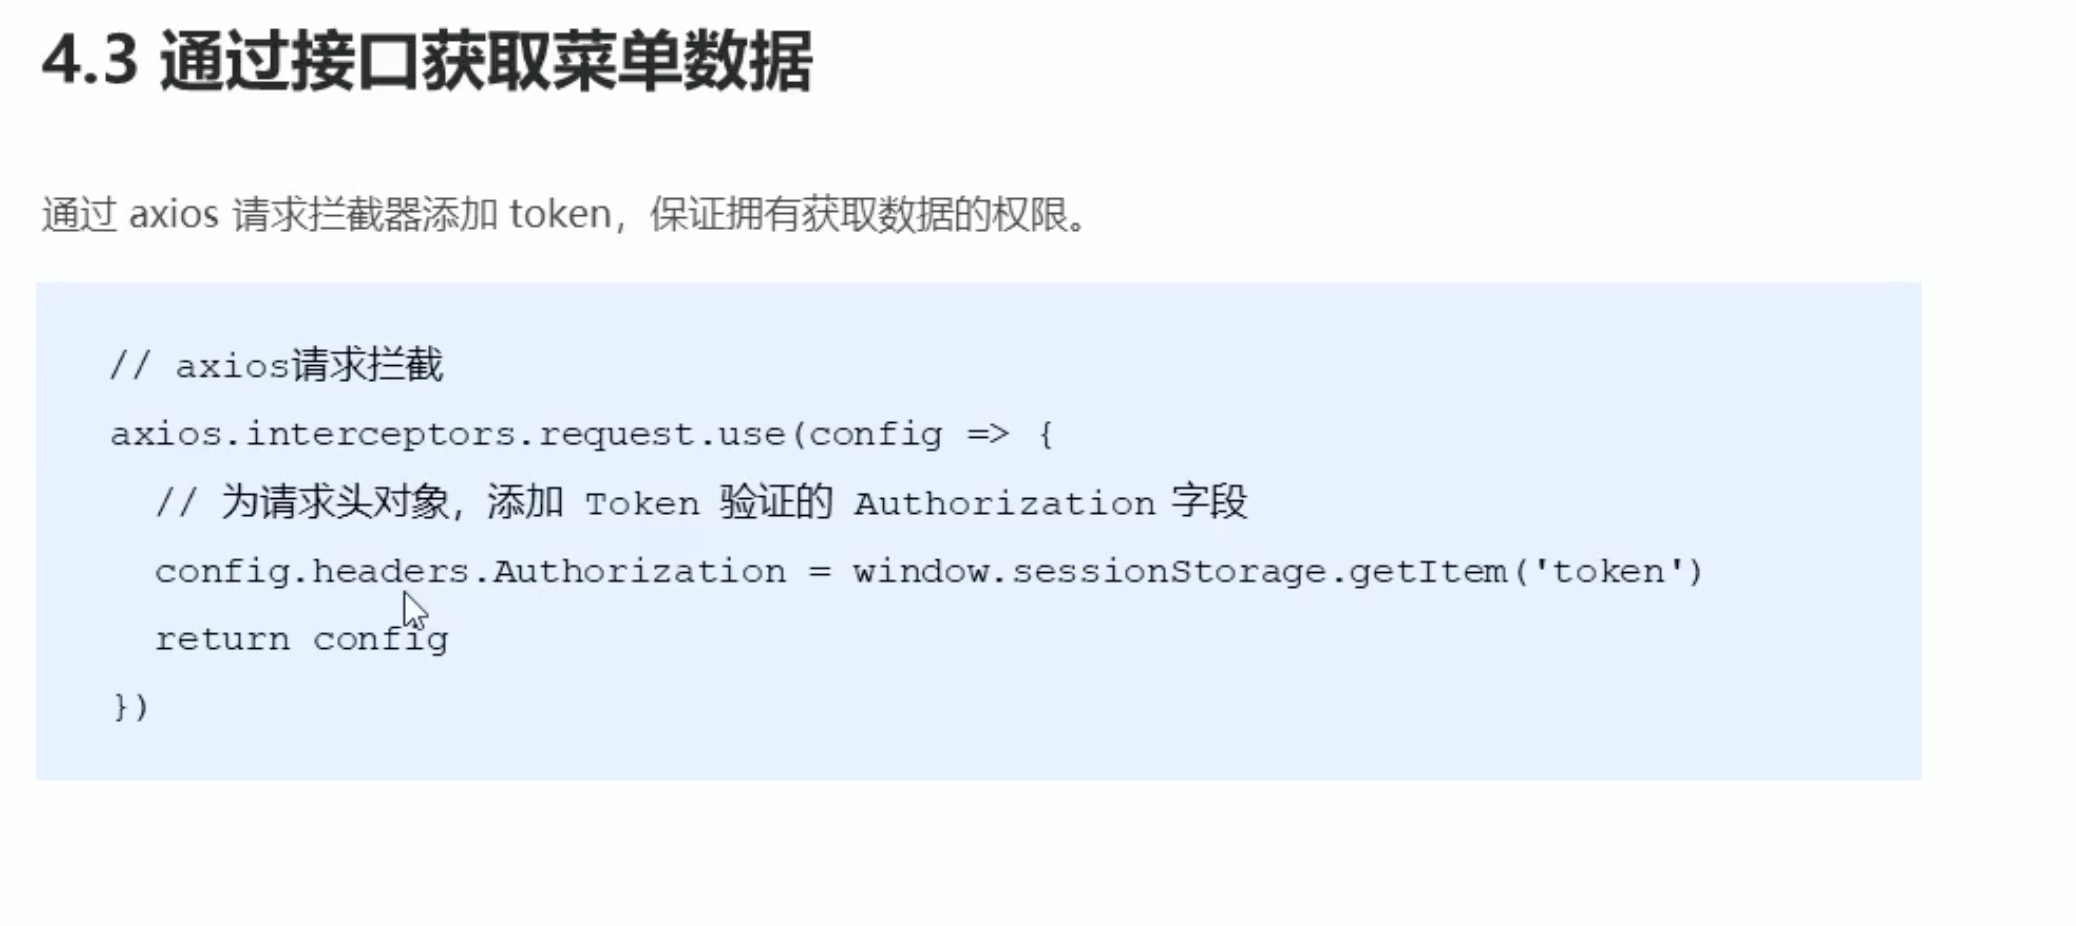 4.3 通过接口获取菜单数据
通过 axios 请求拦截器添加 token，保证拥有获取数据的权限。
// axios请求拦截
axios.interceptors.request.use(config => {
// 为请求头对象，添加 Token 验证的 Authorization 字段
config.headers.Authorization = window.sessionStorage.getItem('token')
return config
})